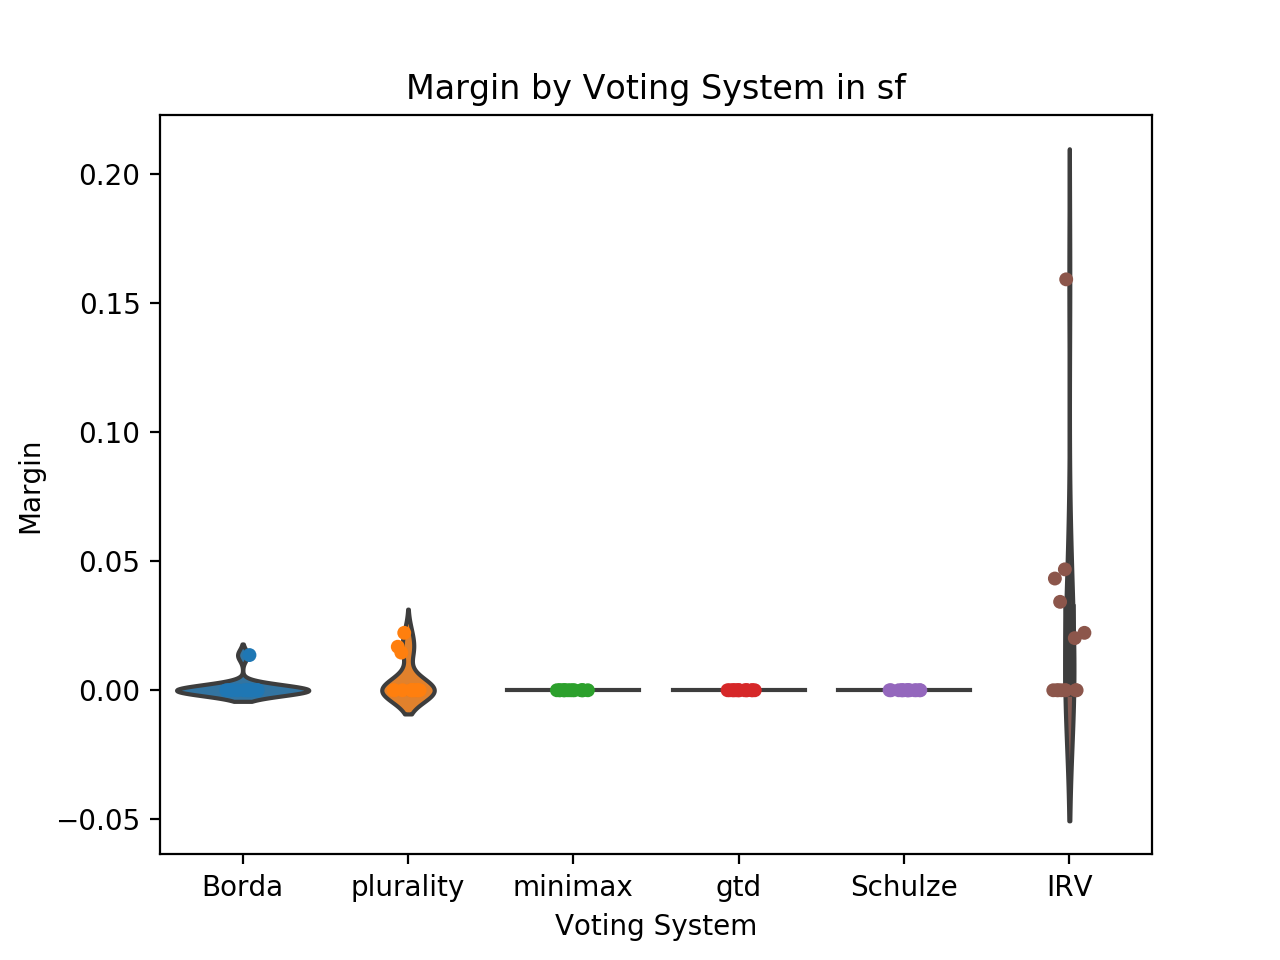 Margin by Voting System in sf
0.20
0.15
0.10
0.05
0.00
−0.05
Margin
Borda plurality minimax gtd Schulze IRV
Voting System